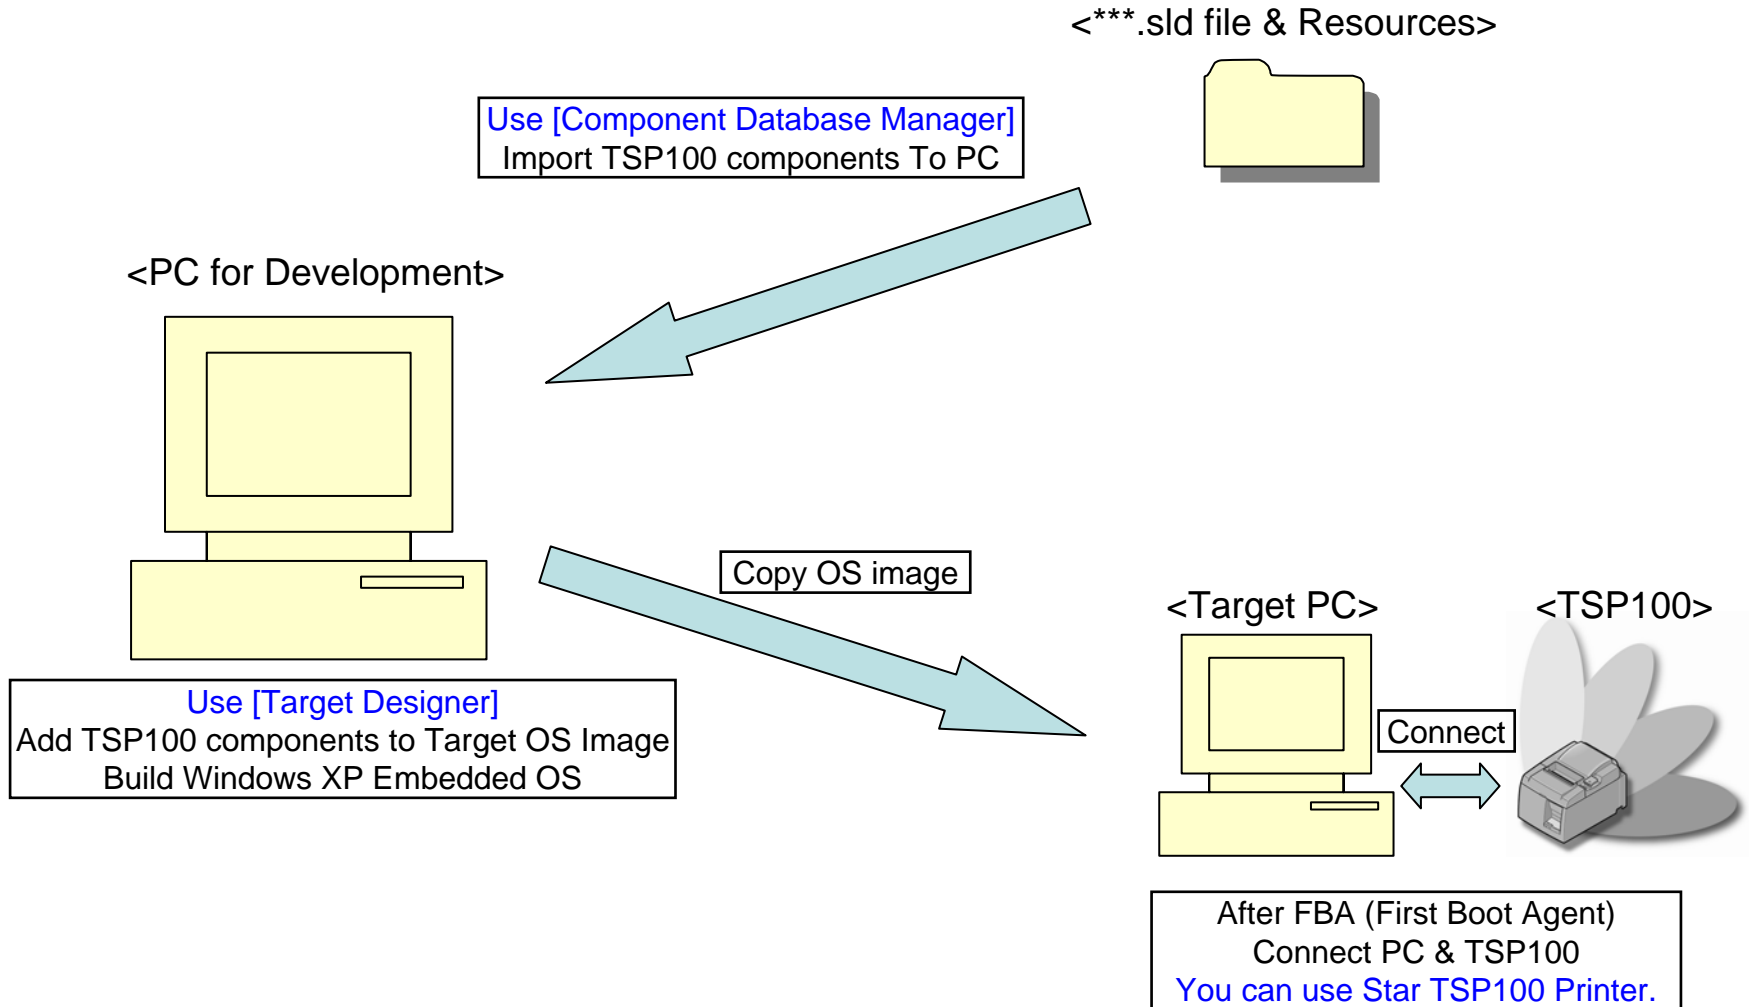 <***.sld file & Resources>
Use [Component Database Manager]
Import TSP100 components To PC
<PC for Development>
Use [Target Designer]
Add TSP100 components to Target OS Image
Build Windows XP Embedded OS
Copy OS image
<Target PC>
<TSP100>
Connect
After FBA (First Boot Agent)
Connect PC & TSP100
You can use Star TSP100 Printer.